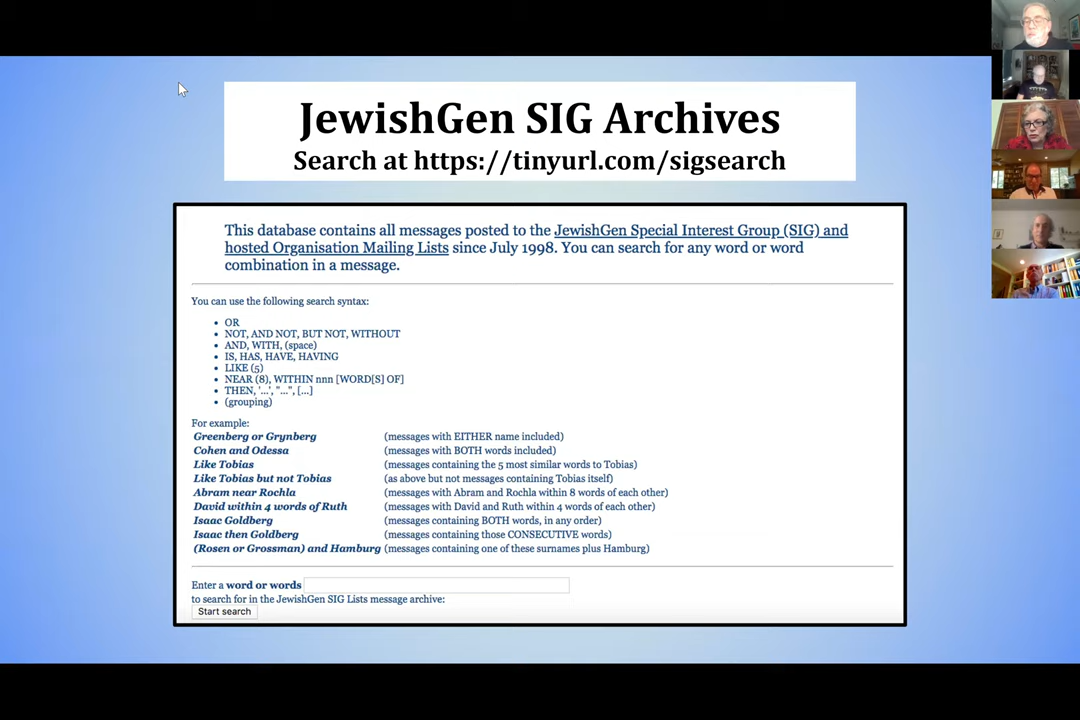 JewishGen SIG Archives
Search at https://tinyurl.com/sigsearch
This database contains all messages posted to the JewishGen Special Interest Group (SIG) and
hosted Organisation Mailing Lists since July 1998. You can search for any word or word
combination in a message.
You can use the following search syntax:
• OR
• NOT, AND NOT, BUT NOT, WITHOUT
• AND, WITH, (space)
• IS, HAS, HAVE, HAVING
• LIKE (5)
• NEAR (8), WITHIN nnn [WORD[S] OF]
• THEN, '...', "...", [...]
• (grouping)
For example:
Greenberg or Grynberg (messages with EITHER name included)
Cohen and Odessa (messages with BOTH words included)
Like Tobias (messages containing the 5 most similar words to Tobias)
Like Tobias but not Tobias (as above but not messages containing Tobias itself)
Abram near Rochla (messages with Abram and Rochla within 8 words of each other)
David within 4 words of Ruth (messages with David and Ruth within 4 words of each other)
Isaac Goldberg (messages containing BOTH words, in any order)
Isaac then Goldberg (messages containing those CONSECUTIVE words)
(Rosen or Grossman) and Hamburg (messages containing one of these surnames plus Hamburg)
Enter a word or words
to search for in the JewishGen SIG Lists message archive:
Start search